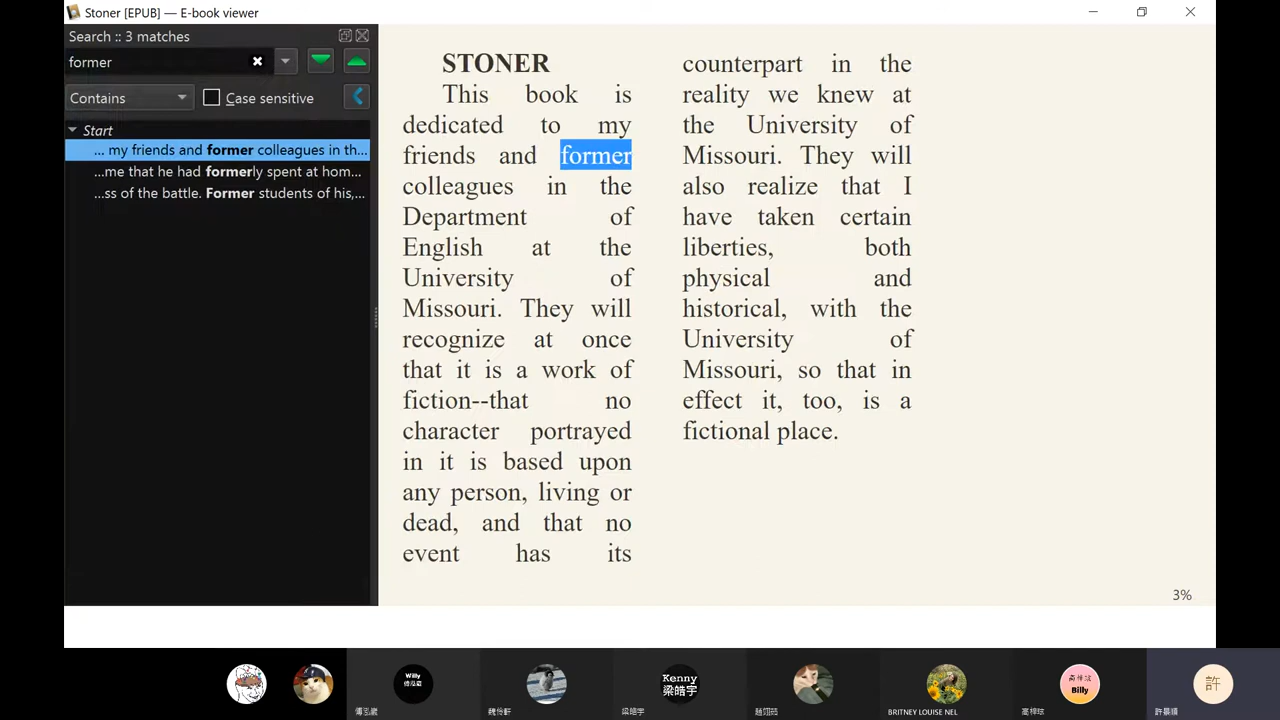 Stoner [EPUB] — E-book viewer
Search :: 3 matches
former
Contains
Case sensitive
Start
... my friends and former colleagues in th...
...me that he had formerly spent at hom...
...ss of the battle. Former students of his,...
STONER
This book is
dedicated to my
friends and former
colleagues in the
Department of
English at the
University of
Missouri. They will
recognize at once
that it is a work of
fiction--that no
character portrayed
in it is based upon
any person, living or
dead, and that no
event has its
counterpart in the
reality we knew at
the University of
Missouri. They will
also realize that I
have taken certain
liberties, both
physical and
historical, with the
University of
Missouri, so that in
effect it, too, is a
fictional place.
3%
Willy
Kenny
梁皓宇
梁皓宇
BRITNEY LOUISE NEL
Billy
許